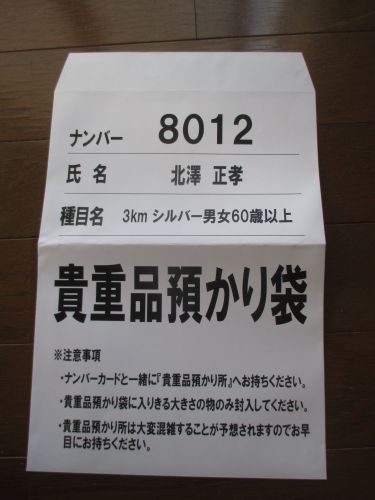 ナンバー 8012
氏名 北澤 正孝
種目名 3km シルバー男女60歳以上
貴重品預かり袋
※注意事項
・ナンバーカードと一緒に『貴重品預かり所』へお持ちください。
・貴重品預かり袋に入りきる大きさの物のみ封入してください。
・貴重品預かり所は大変混雑することが予想されますのでお早
目にお持ちください。